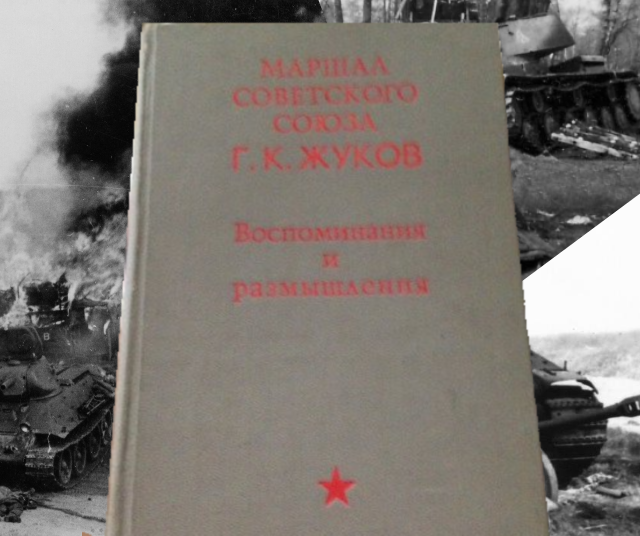 МАРШАЛ
СОВЕТСКОГО
СОЮЗА
Г. К. ЖУКОВ
Воспоминания
и
размышления